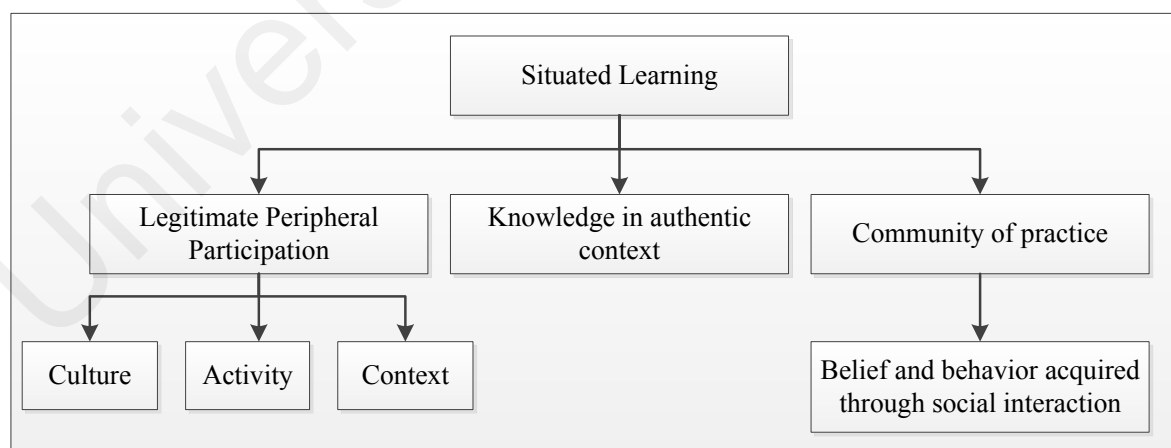 Univer
Situated Learning
Legitimate Peripheral
Participation
Knowledge in authentic
context
Community of practice
Culture
Activity
Context
Belief and behavior acquired
through social interaction